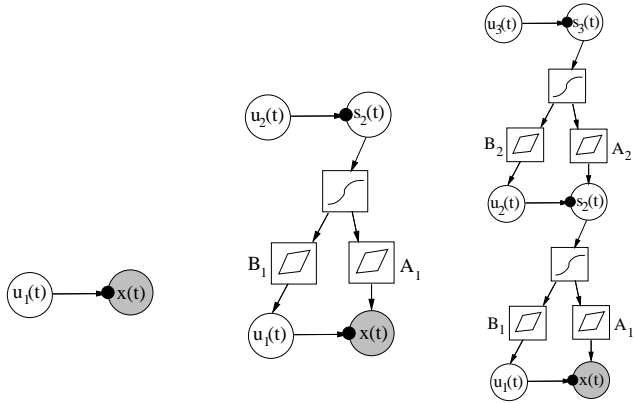 u₁(t) x(t)
u₂(t) s₂(t)
B₁ A₁
u₁(t) x(t)
u₃(t) s₃(t)
B₂ A₂
u₂(t) s₂(t)
B₁ A₁
u₁(t) x(t)